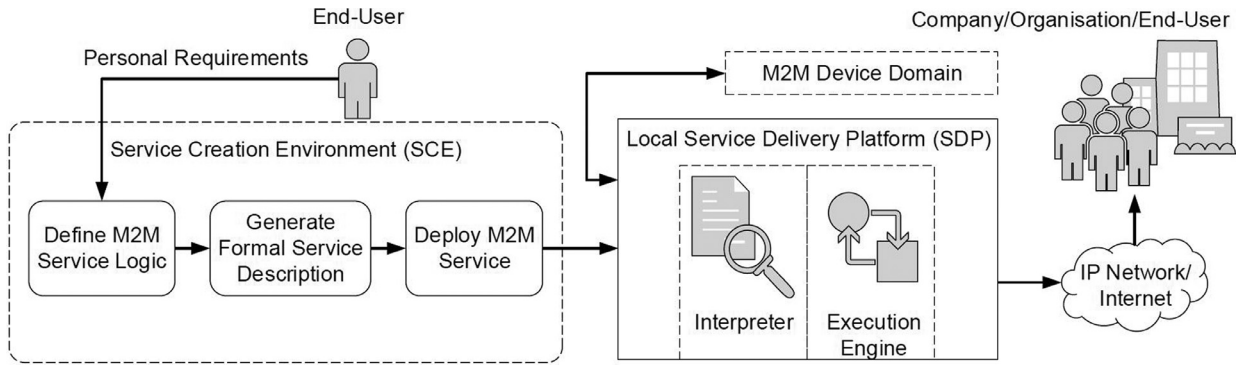 End-User
Company/Organisation/End-User
Personal Requirements
M2M Device Domain
Service Creation Environment (SCE)
Local Service Delivery Platform (SDP)
Define M2M
Service Logic
Generate
Formal Service
Description
Deploy M2M
Service
Interpreter
Execution
Engine
IP Network/
Internet